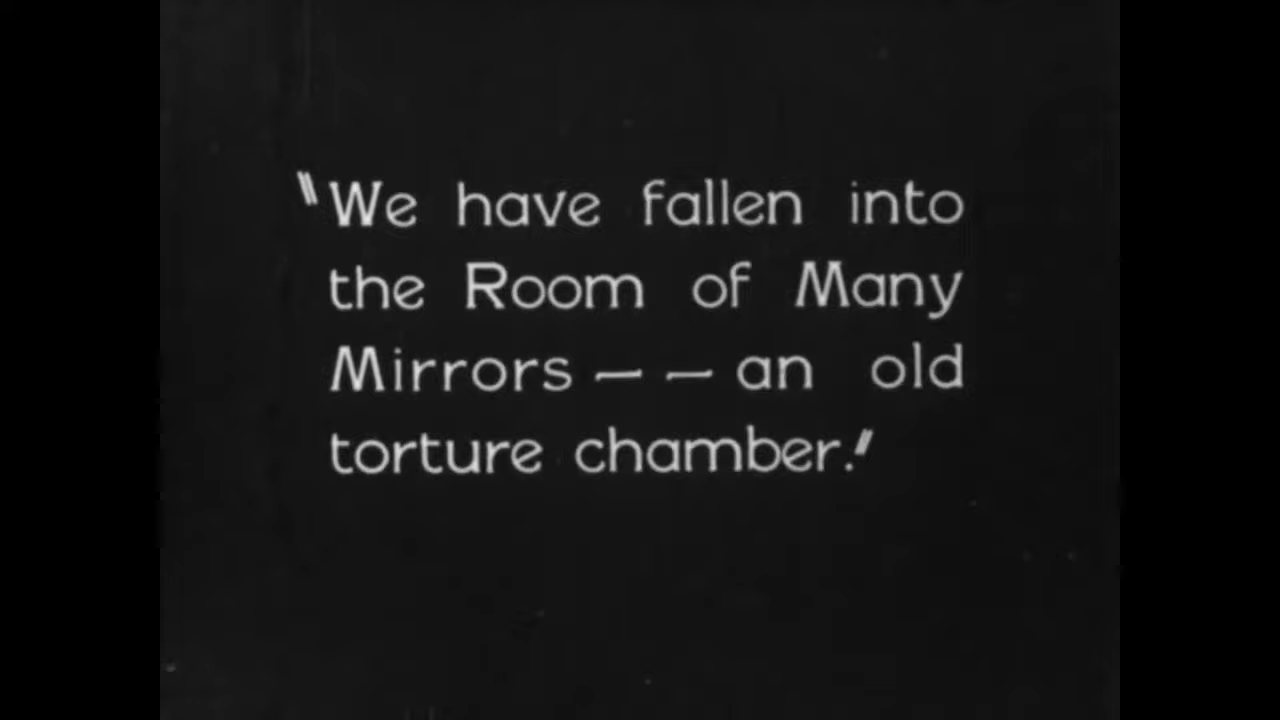 "We have fallen into
the Room of Many
Mirrors -- an old
torture chamber."